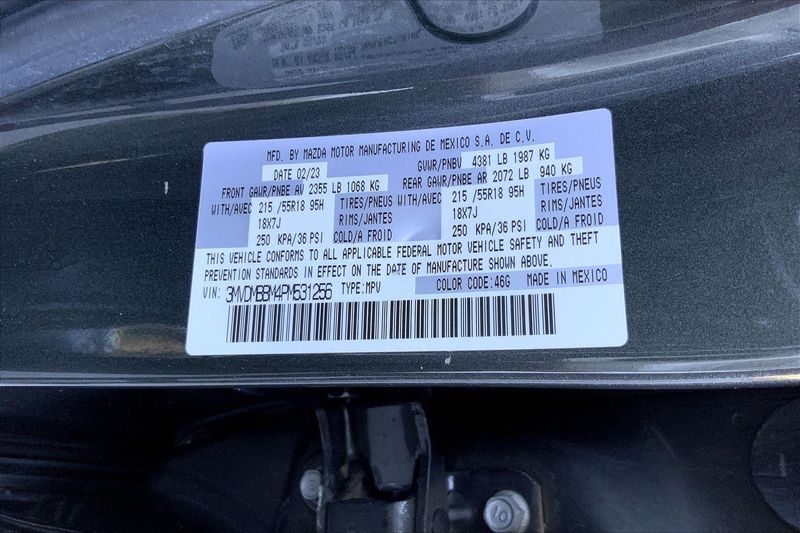 MFD. BY MAZDA MOTOR MANUFACTURING DE MEXICO S.A. DE C.V.
DATE 02/23 GVWR/PNBV 4381 LB 1987 KG
FRONT GAWR/PNBE AV 2355 LB 1068 KG REAR GAWR/PNBE AR 2072 LB 940 KG
WITH/AVEC 215 /55R18 95H TIRES/PNEUS WITH/AVEC 215 /55R18 95H TIRES/PNEUS
18X7J RIMS/JANTES 18X7J RIMS/JANTES
250 KPA/36 PSI COLD/A FROID 250 KPA/36 PSI COLD/A FROID
THIS VEHICLE CONFORMS TO ALL APPLICABLE FEDERAL MOTOR VEHICLE SAFETY AND THEFT
PREVENTION STANDARDS IN EFFECT ON THE DATE OF MANUFACTURE SHOWN ABOVE.
VIN: 3MVDMBBM4PM531256 TYPE:MPV COLOR CODE:46G MADE IN MEXICO